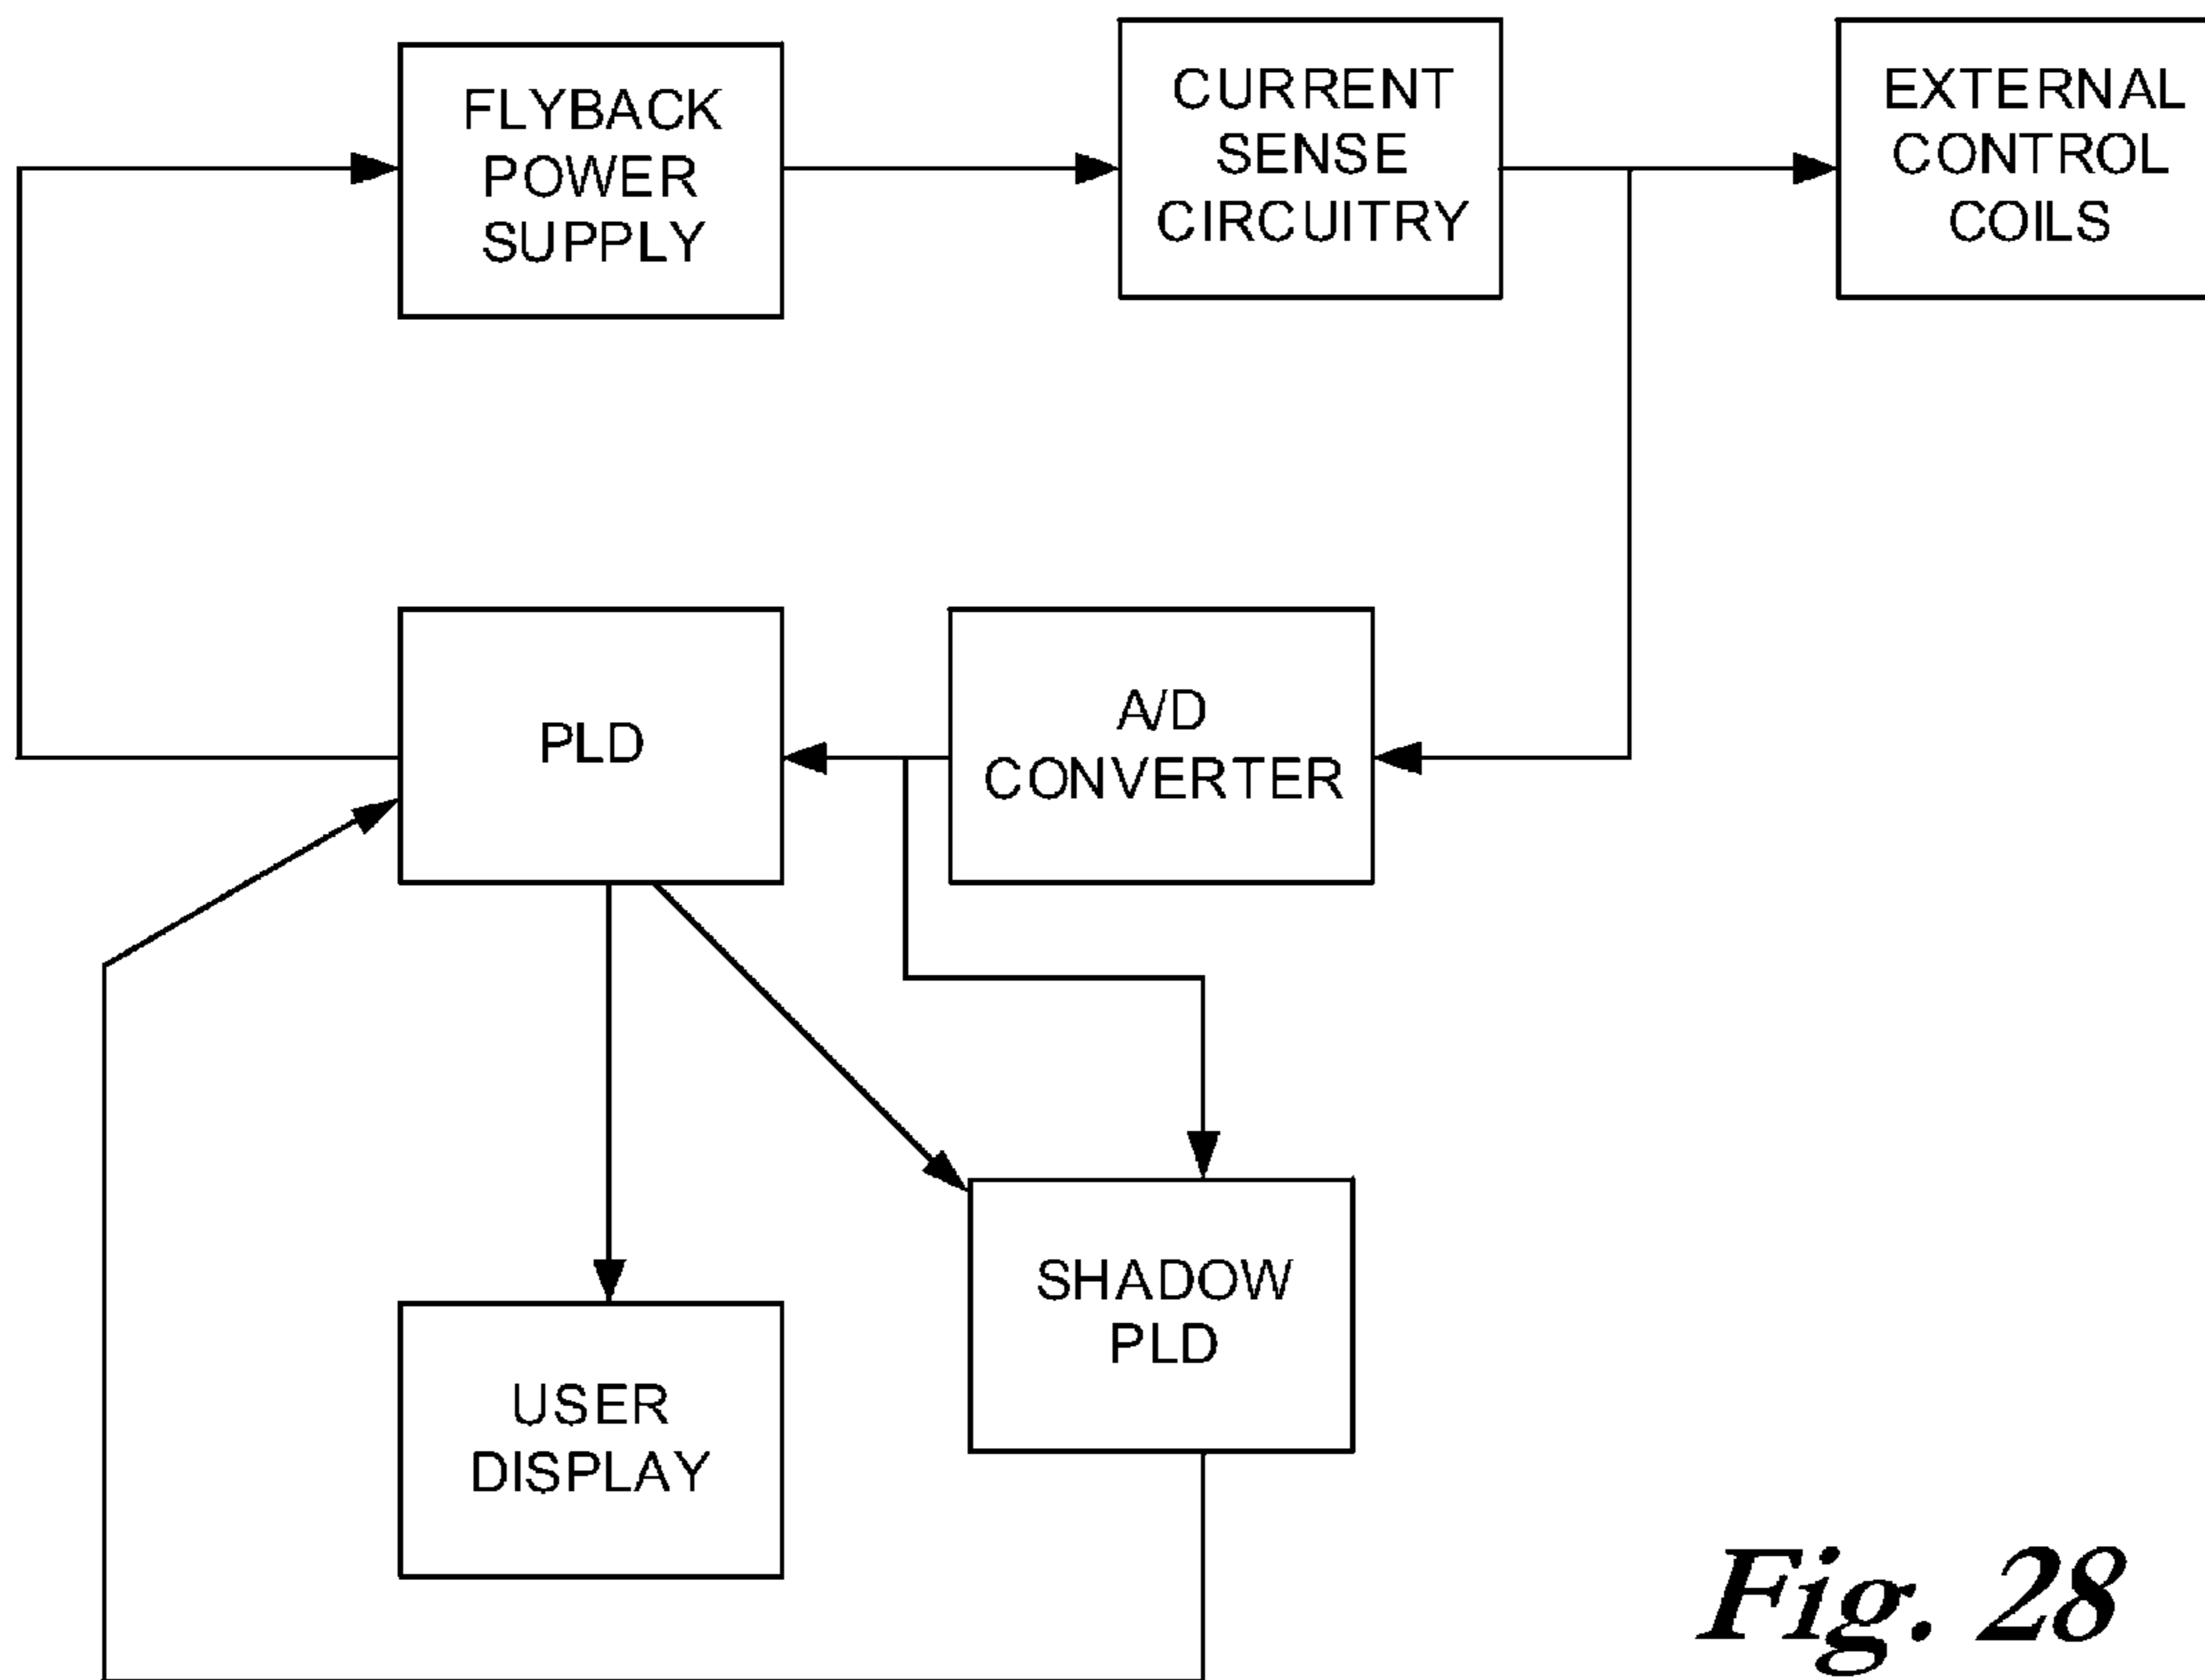 FLYBACK
POWER
SUPPLY
CURRENT
SENSE
CIRCUITRY
EXTERNAL
CONTROL
COILS
PLD
A/D
CONVERTER
SHADOW
PLD
USER
DISPLAY
Fig. 28